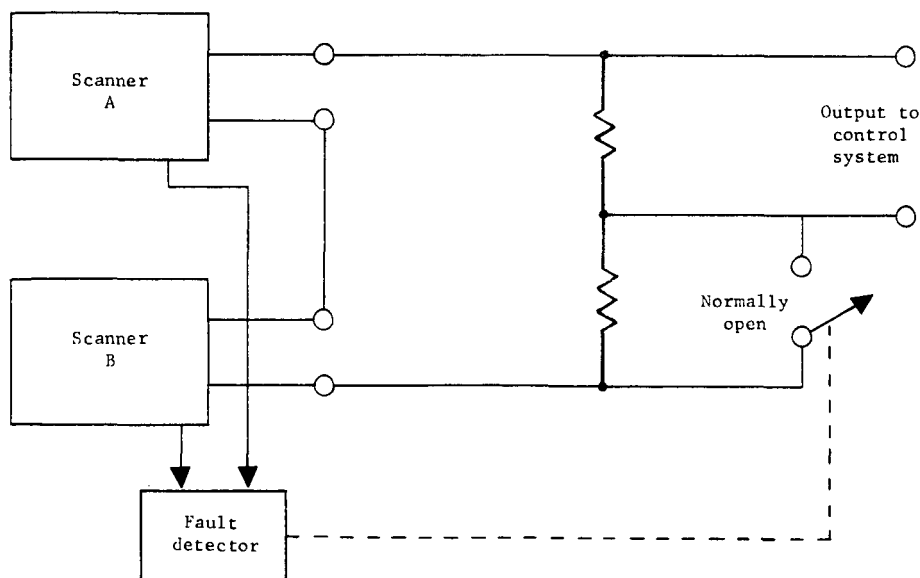 Scanner
A
Output to
control
system
Scanner
B
Normally
open
Fault
detector